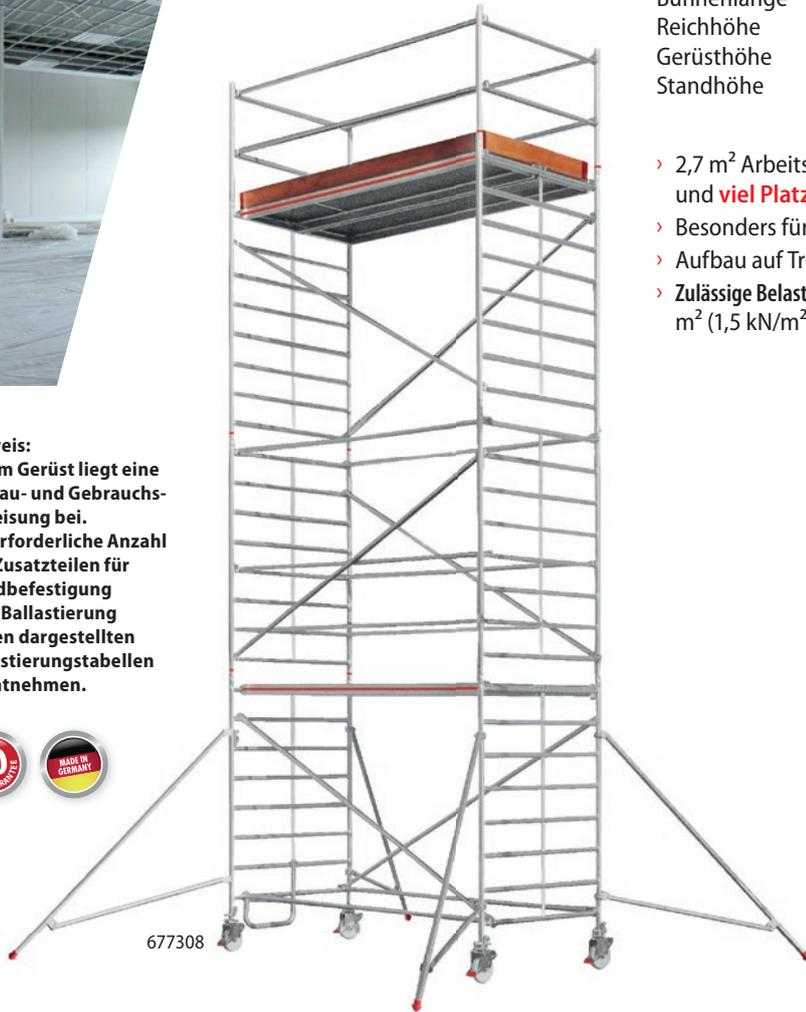 Bühnenlänge
Reichhöhe
Gerüsthöhe
Standhöhe
› 2,7 m² Arbeits
und viel Platz
› Besonders für
› Aufbau auf Tr
› Zulässige Belast
m² (1,5 kN/m²
eis:
m Gerüst liegt eine
au- und Gebrauchs-
eisung bei.
rforderliche Anzahl
Zusatzteilen für
dbefestigung
Ballastierung
en dargestellten
stierungstabellen
tnehmen.
MADE IN
GERMANY
677308